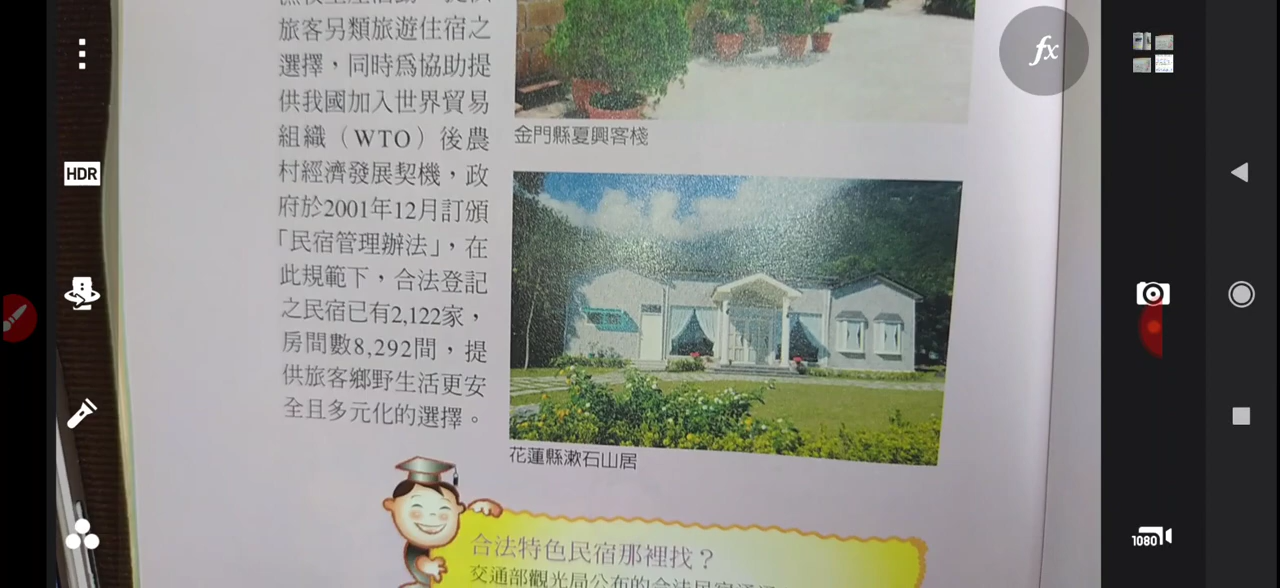 旅客另類旅遊住宿之
選擇，同時為協助提
供我國加入世界貿易
組織（WTO）後農
村經濟發展契機，政
府於2001年12月訂頒
「民宿管理辦法」，在
此規範下，合法登記
之民宿已有2,122家，
房間數8,292間，提
供旅客鄉野生活更安
全且多元化的選擇。
金門縣夏興客棧
花蓮縣漱石山居
合法特色民宿那裡找？
交通部觀光局公布的合法民宿
HDR
fx
1080